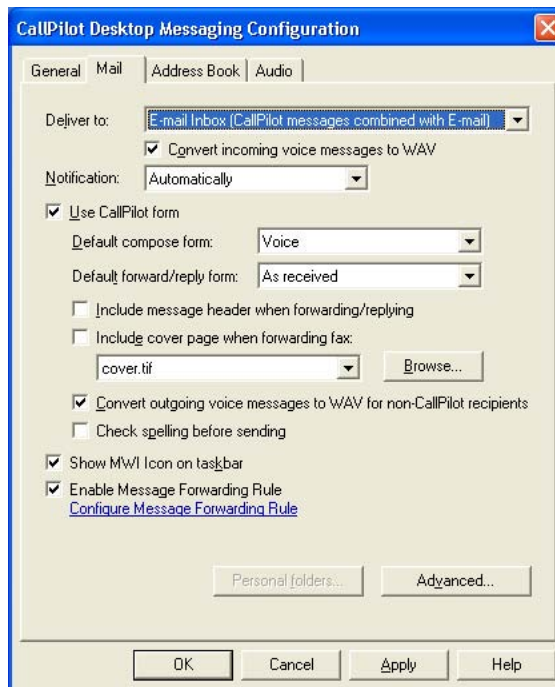 CallPilot Desktop Messaging Configuration
General Mail Address Book Audio
Deliver to: E-mail Inbox (CallPilot messages combined with E-mail)
Convert incoming voice messages to WAV
Notification: Automatically
Use CallPilot form
Default compose form: Voice
Default forward/reply form: As received
Include message header when forwarding/replying
Include cover page when forwarding fax:
cover.tif Browse...
Convert outgoing voice messages to WAV for non-CallPilot recipients
Check spelling before sending
Show MWI Icon on taskbar
Enable Message Forwarding Rule
Configure Message Forwarding Rule
Personal folders... Advanced...
OK Cancel Apply Help